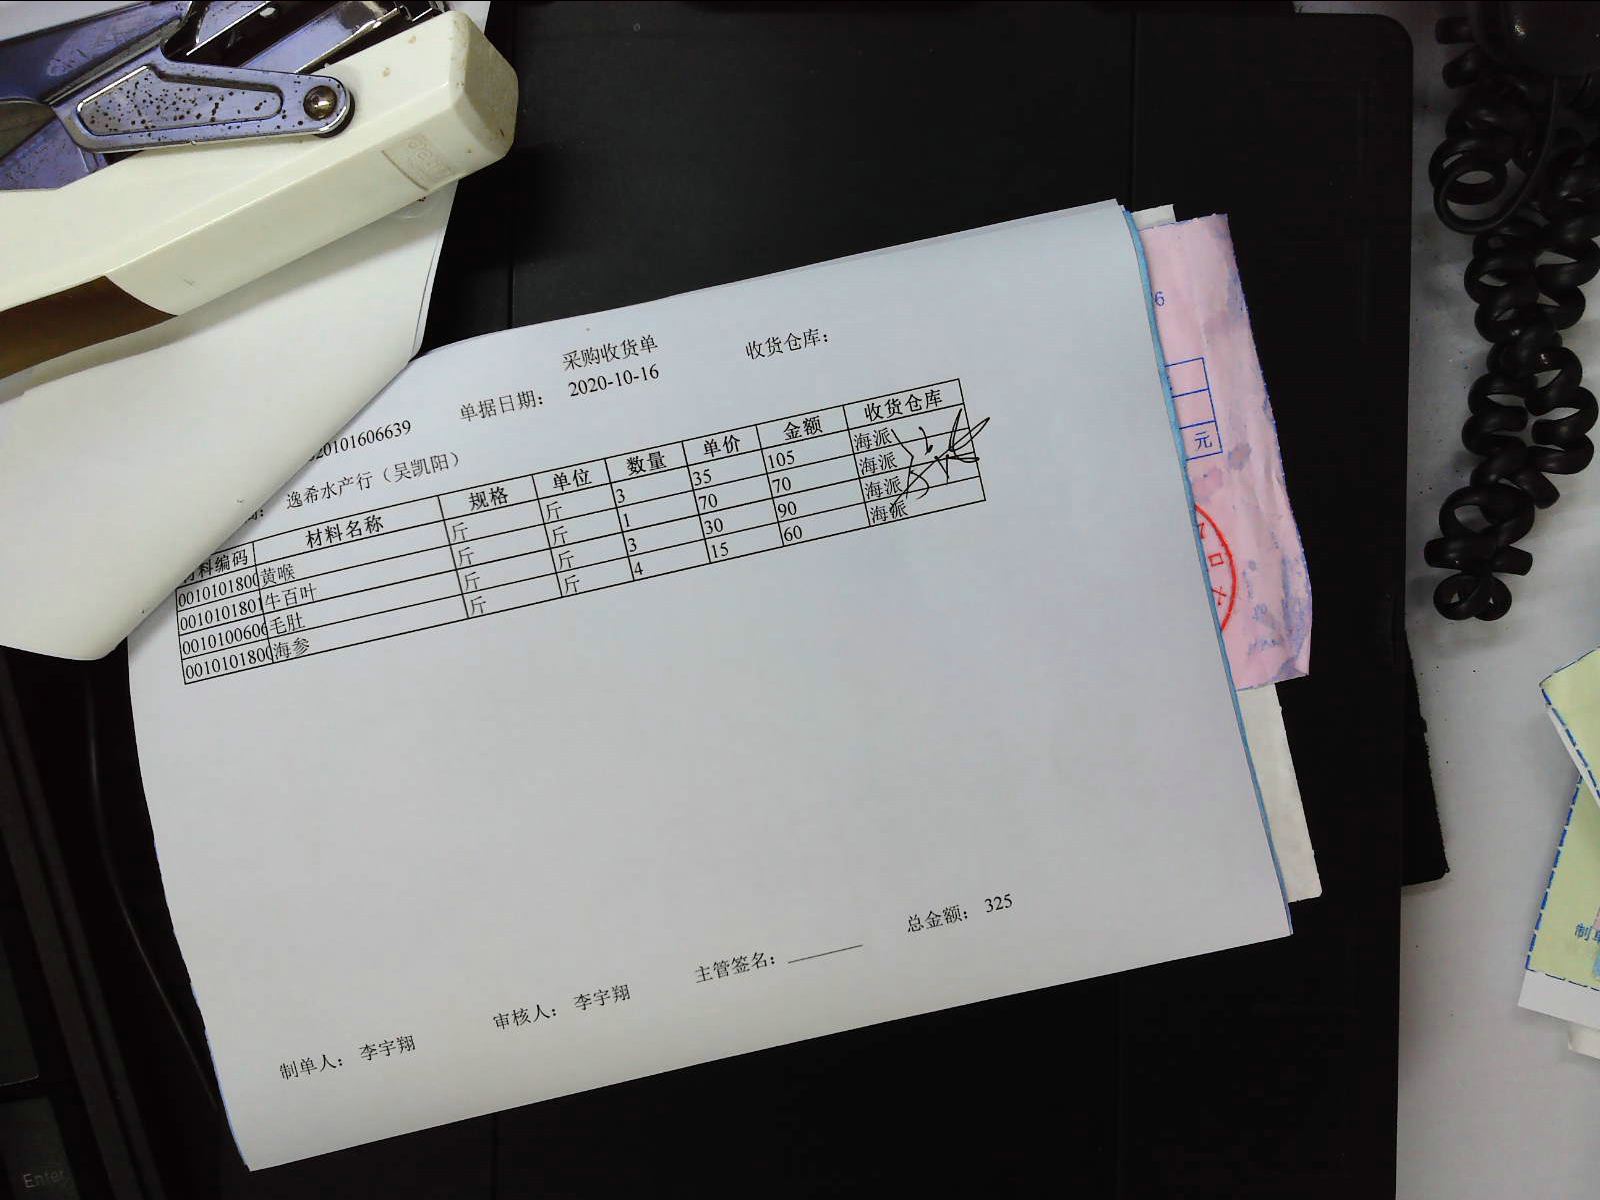 采购收货单
收货仓库：
单据日期： 2020-10-16
20101606639
逸希水产行（吴凯阳）
材料编码 材料名称 规格 单位 数量 单价 金额 收货仓库
0010101800 黄喉 斤 斤 3 35 105 海派
0010101801 牛百叶 斤 斤 1 70 70 海派
0010100606 毛肚 斤 斤 3 30 90 海派
0010101800 海参 斤 斤 4 15 60 海派
总金额： 325
主管签名：
审核人： 李宇翔
制单人： 李宇翔
6
元
制单
Enter